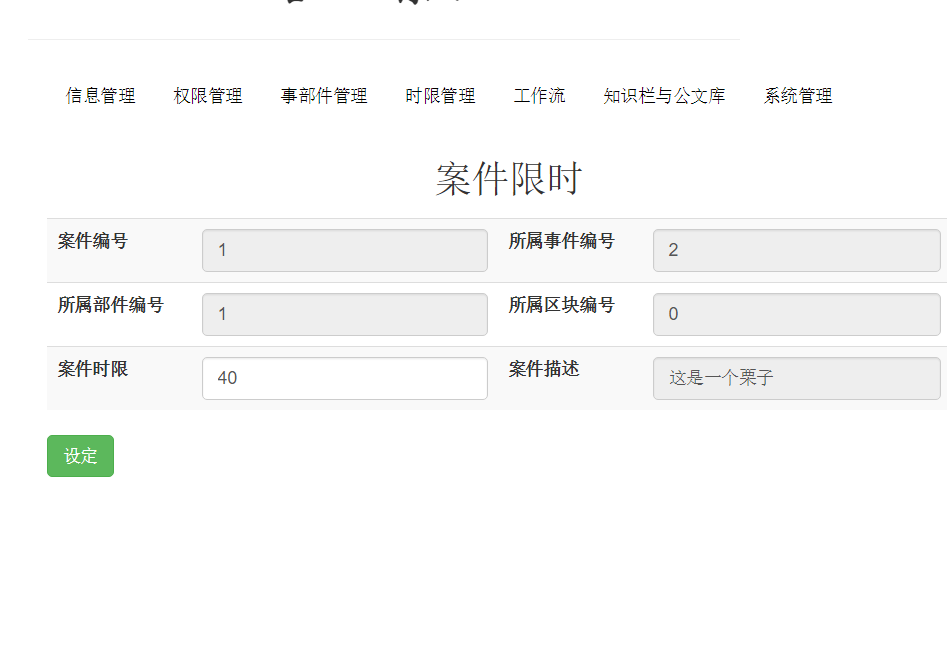 信息管理 权限管理 事部件管理 时限管理 工作流 知识栏与公文库 系统管理
案件限时
案件编号 1 所属事件编号 2
所属部件编号 1 所属区块编号 0
案件时限 40 案件描述 这是一个栗子
设定